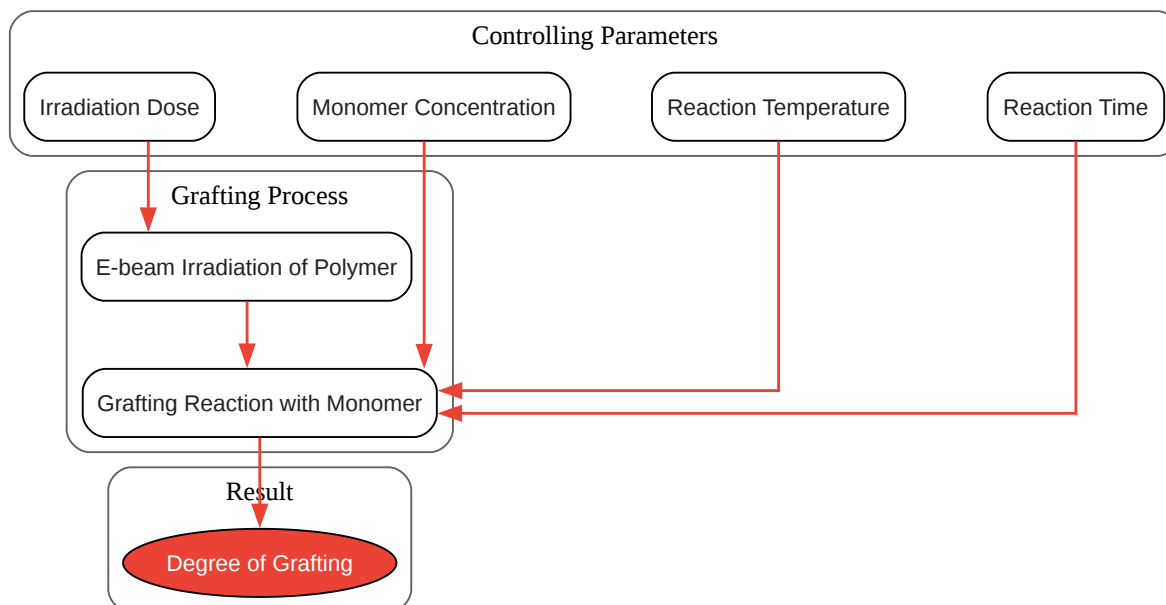 Controlling Parameters
Irradiation Dose
Monomer Concentration
Reaction Temperature
Reaction Time
Grafting Process
E-beam Irradiation of Polymer
Grafting Reaction with Monomer
Result
Degree of Grafting